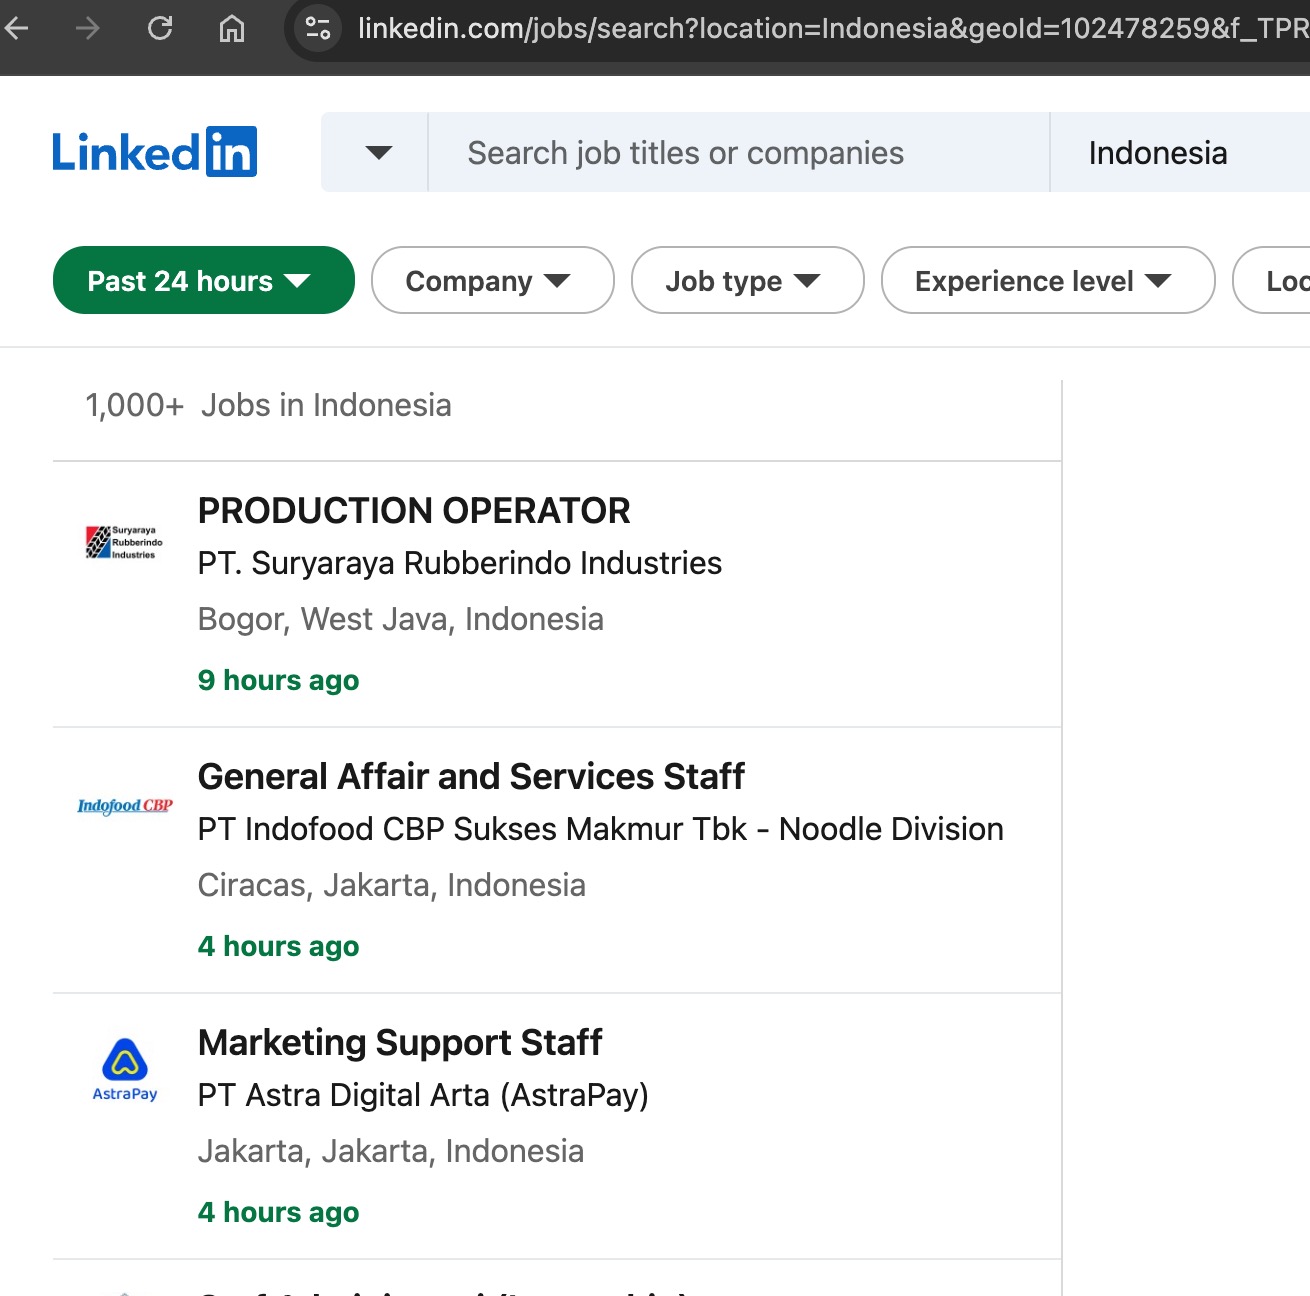 linkedin.com/jobs/search?location=Indonesia&geoId=102478259&f_TPR
LinkedIn
Search job titles or companies
Indonesia
Past 24 hours
Company
Job type
Experience level
Loc
1,000+ Jobs in Indonesia
PRODUCTION OPERATOR
Suryaraya
Rubberindo
Industries
PT. Suryaraya Rubberindo Industries
Bogor, West Java, Indonesia
9 hours ago
General Affair and Services Staff
Indofood CBP
PT Indofood CBP Sukses Makmur Tbk - Noodle Division
Ciracas, Jakarta, Indonesia
4 hours ago
Marketing Support Staff
AstraPay
PT Astra Digital Arta (AstraPay)
Jakarta, Jakarta, Indonesia
4 hours ago